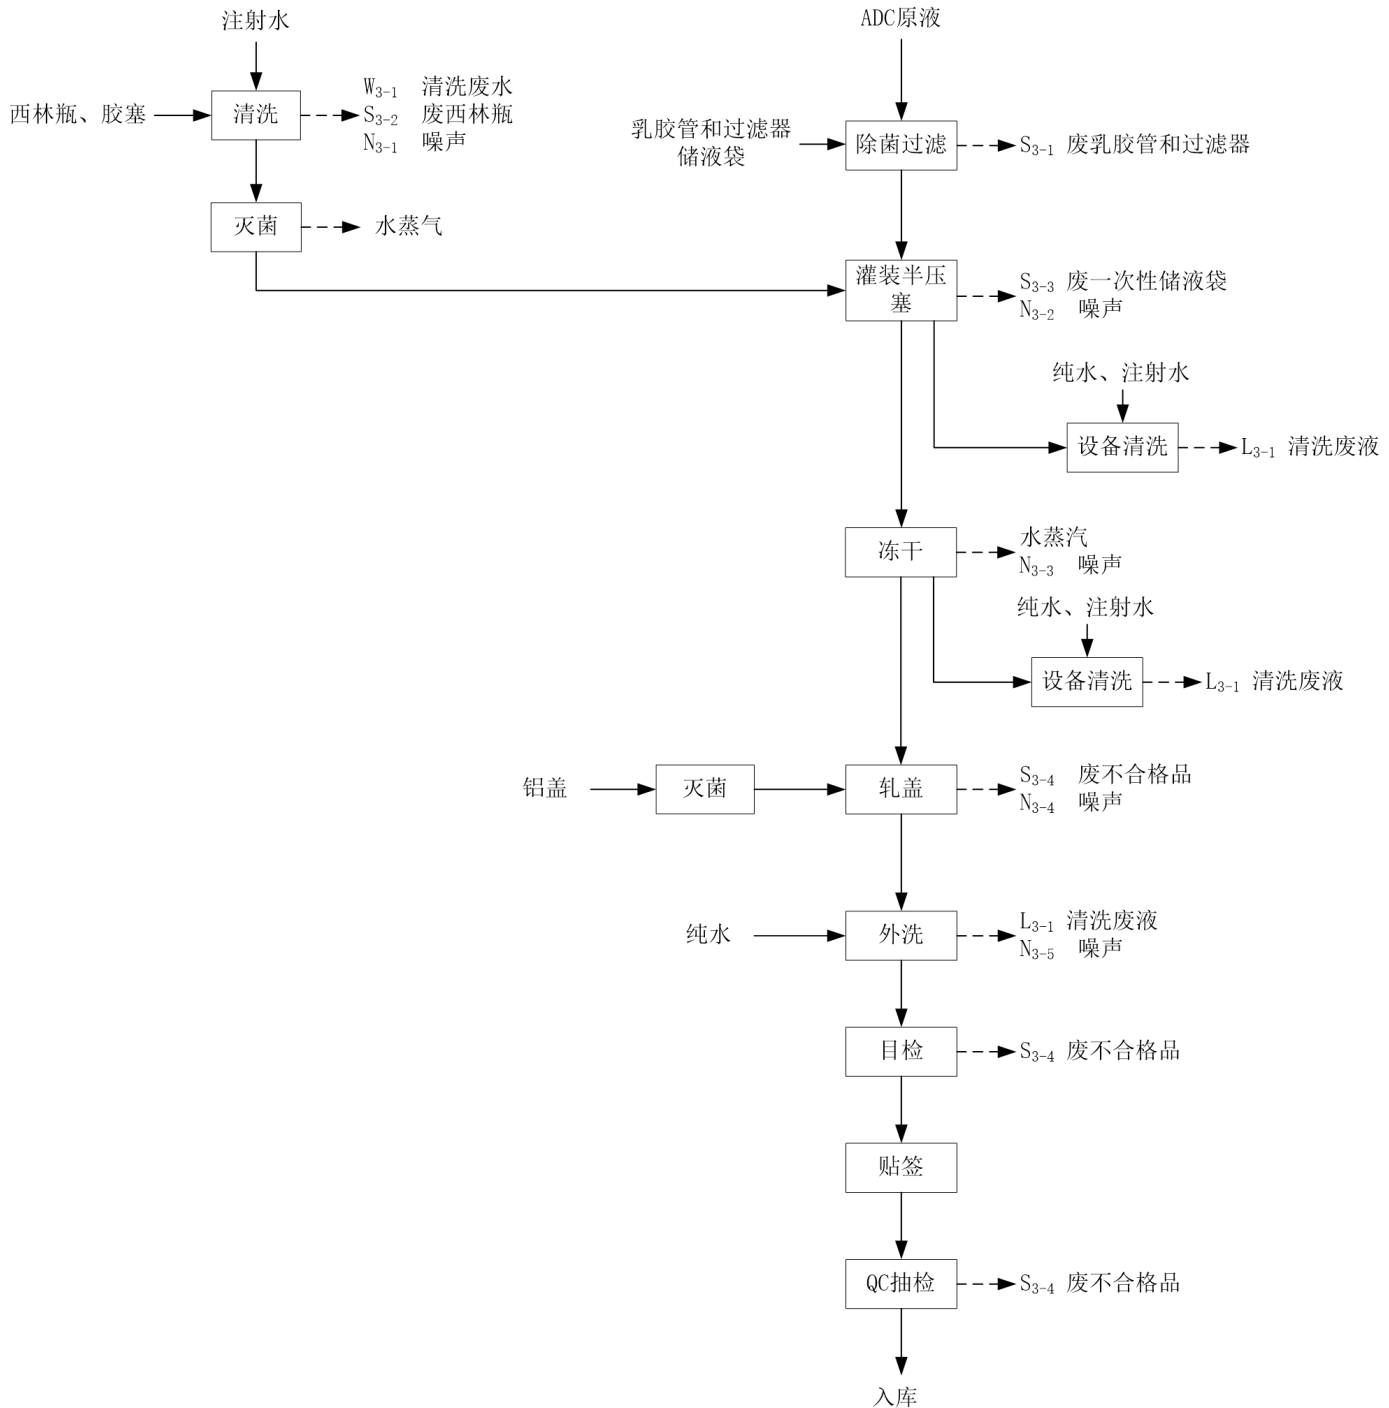 注射水
ADC原液
西林瓶、胶塞
清洗
W3-1 清洗废水
S3-2 废西林瓶
N3-1 噪声
乳胶管和过滤器
储液袋
除菌过滤
S3-1 废乳胶管和过滤器
灭菌
水蒸气
灌装半压
塞
S3-3 废一次性储液袋
N3-2 噪声
纯水、注射水
设备清洗
L3-1 清洗废液
冻干
水蒸汽
N3-3 噪声
纯水、注射水
设备清洗
L3-1 清洗废液
铝盖
灭菌
轧盖
S3-4 废不合格品
N3-4 噪声
纯水
外洗
L3-1 清洗废液
N3-5 噪声
目检
S3-4 废不合格品
贴签
QC抽检
S3-4 废不合格品
入库